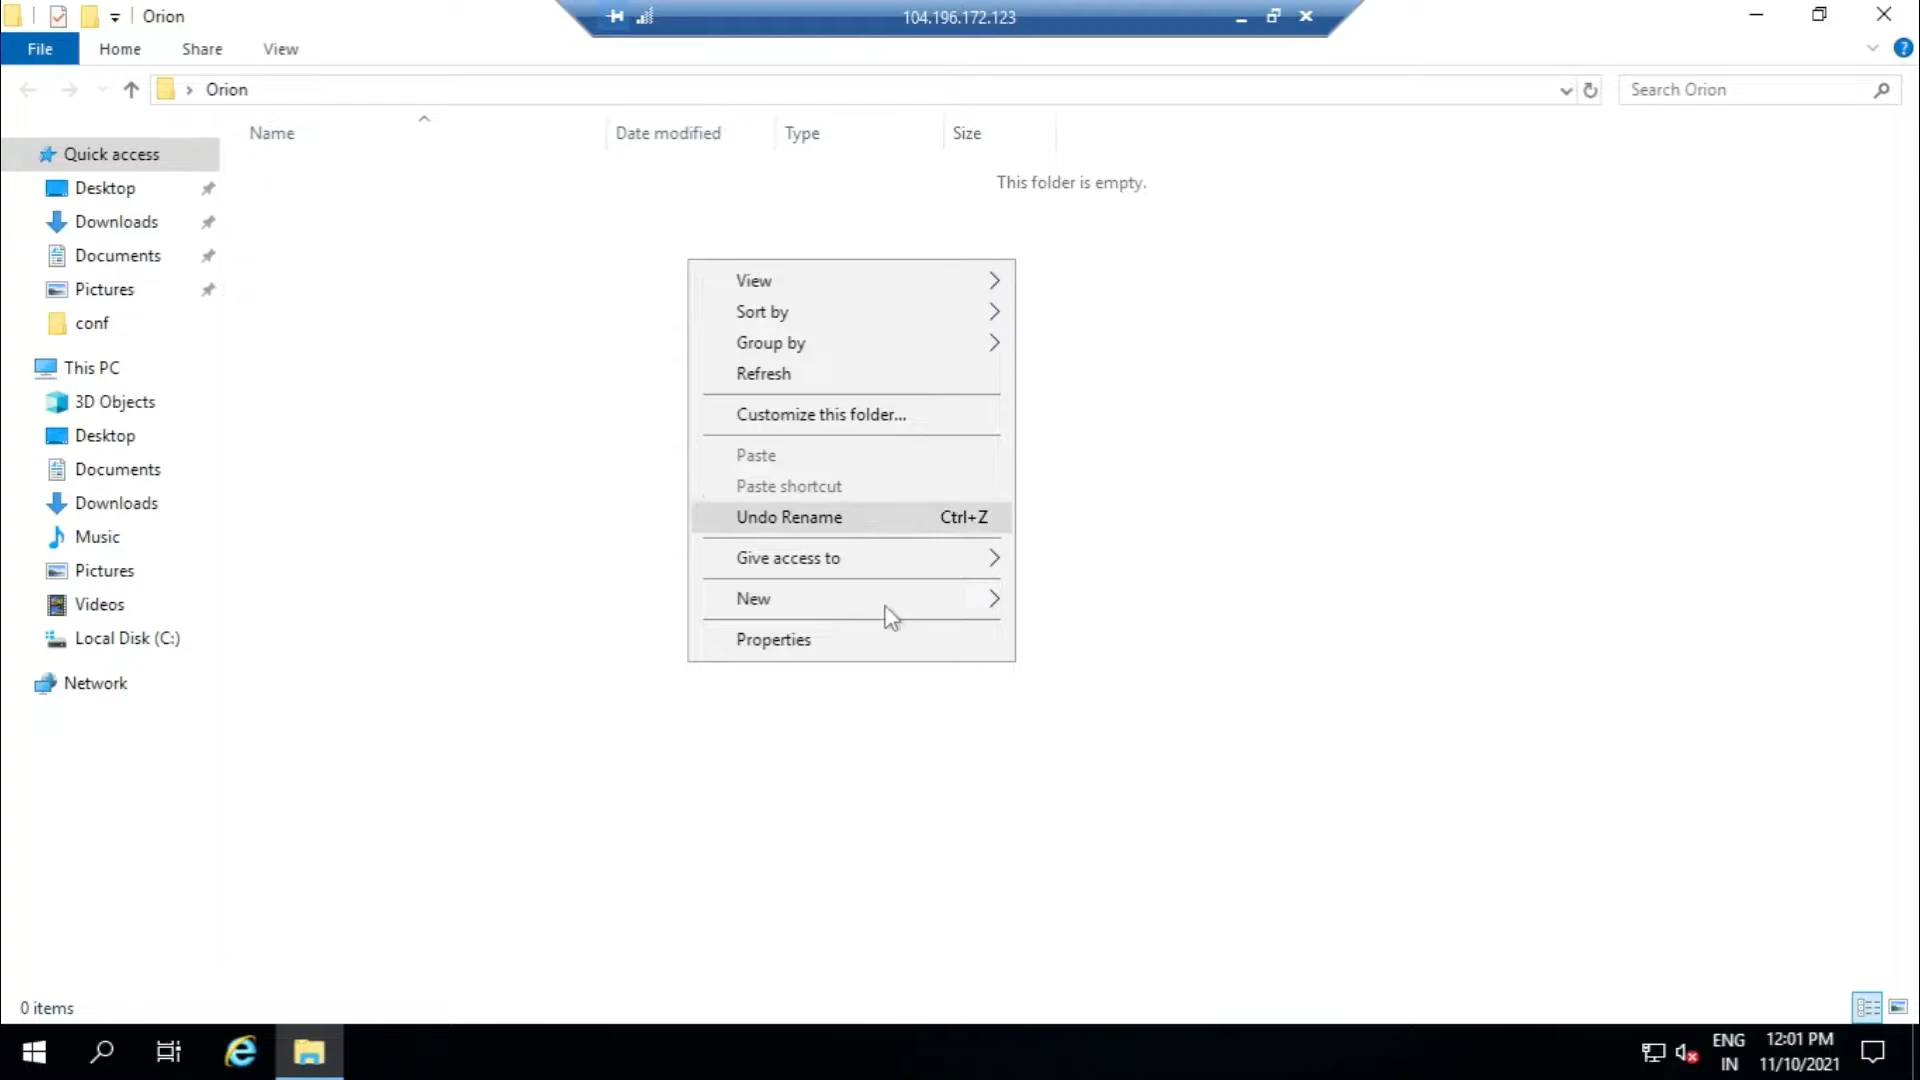 Orion
104.196.172.123
File Home Share View
?
Orion
Search Orion
Name Date modified Type Size
This folder is empty.
Quick access
Desktop
Downloads
Documents
Pictures
conf
This PC
3D Objects
Desktop
Documents
Downloads
Music
Pictures
Videos
Local Disk (C:)
Network
View
Sort by
Group by
Refresh
Customize this folder...
Paste
Paste shortcut
Undo Rename Ctrl+Z
Give access to
New
Properties
0 items
ENG
IN
12:01 PM
11/10/2021